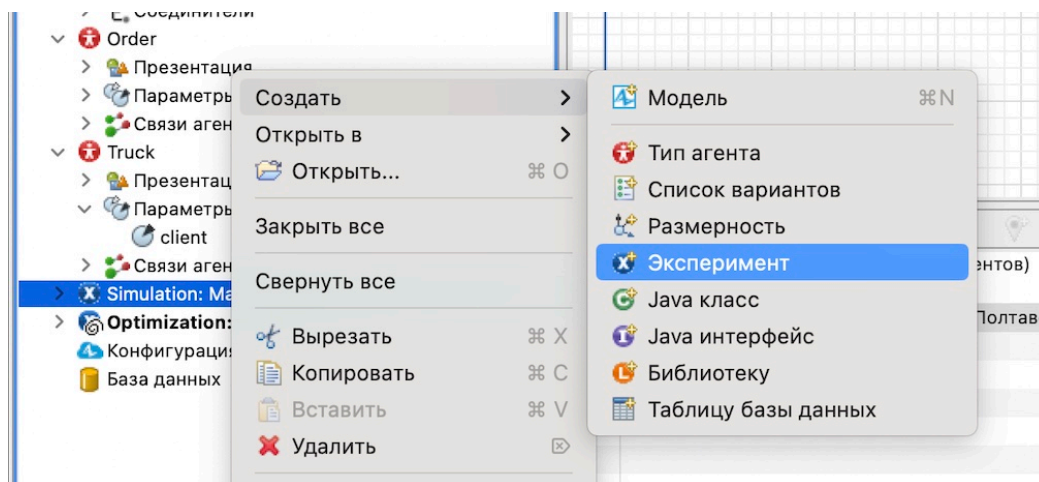 Соединители
Order
Презентация
Параметры
Связи аген
Truck
Презентац
Параметры
client
Связи аген
Simulation: Ma
Optimization:
Конфигурация
База данных
Создать
Открыть в
Открыть... ⌘ O
Закрыть все
Свернуть все
Вырезать ⌘ X
Копировать ⌘ C
Вставить ⌘ V
Удалить
Модель ⌘ N
Тип агента
Список вариантов
Размерность
Эксперимент
Java класс
Java интерфейс
Библиотеку
Таблицу базы данных
ентов)
Полтав